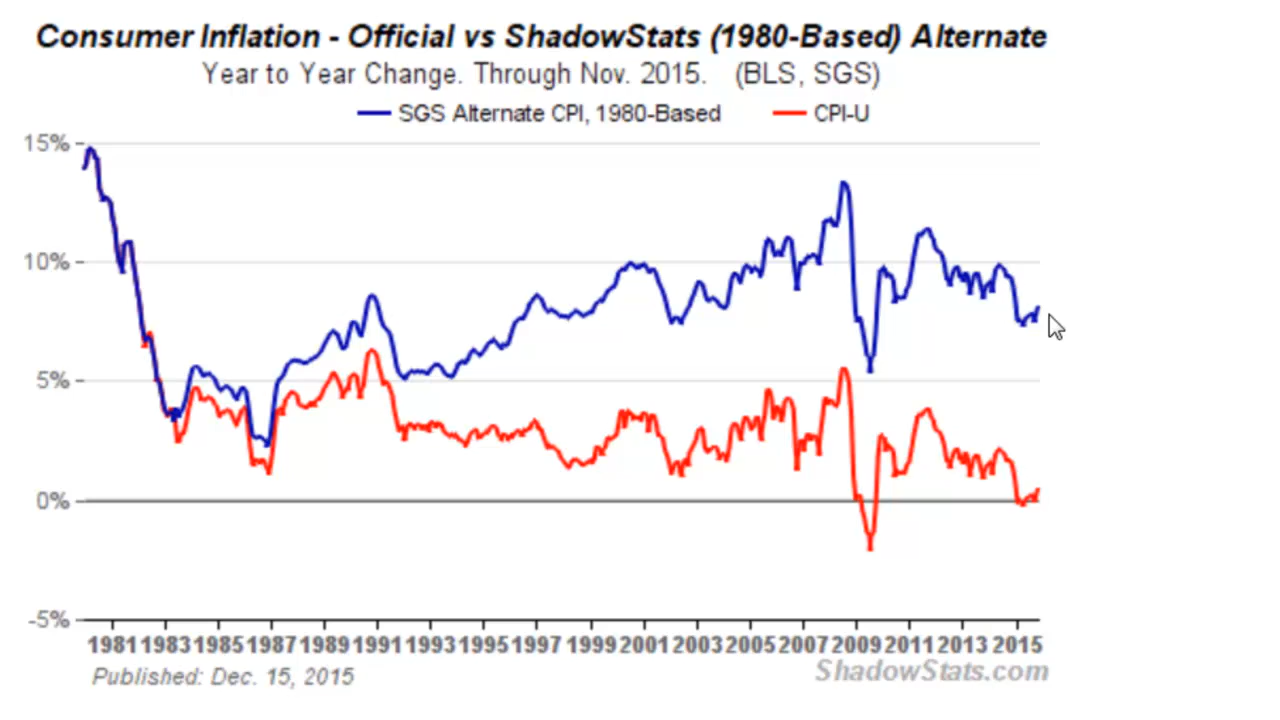 Consumer Inflation - Official vs ShadowStats (1980-Based) Alternate
Year to Year Change. Through Nov. 2015. (BLS, SGS)
SGS Alternate CPI, 1980-Based CPI-U
15%
10%
5%
0%
-5%
1981 1983 1985 1987 1989 1991 1993 1995 1997 1999 2001 2003 2005 2007 2009 2011 2013 2015
Published: Dec. 15, 2015
ShadowStats.com